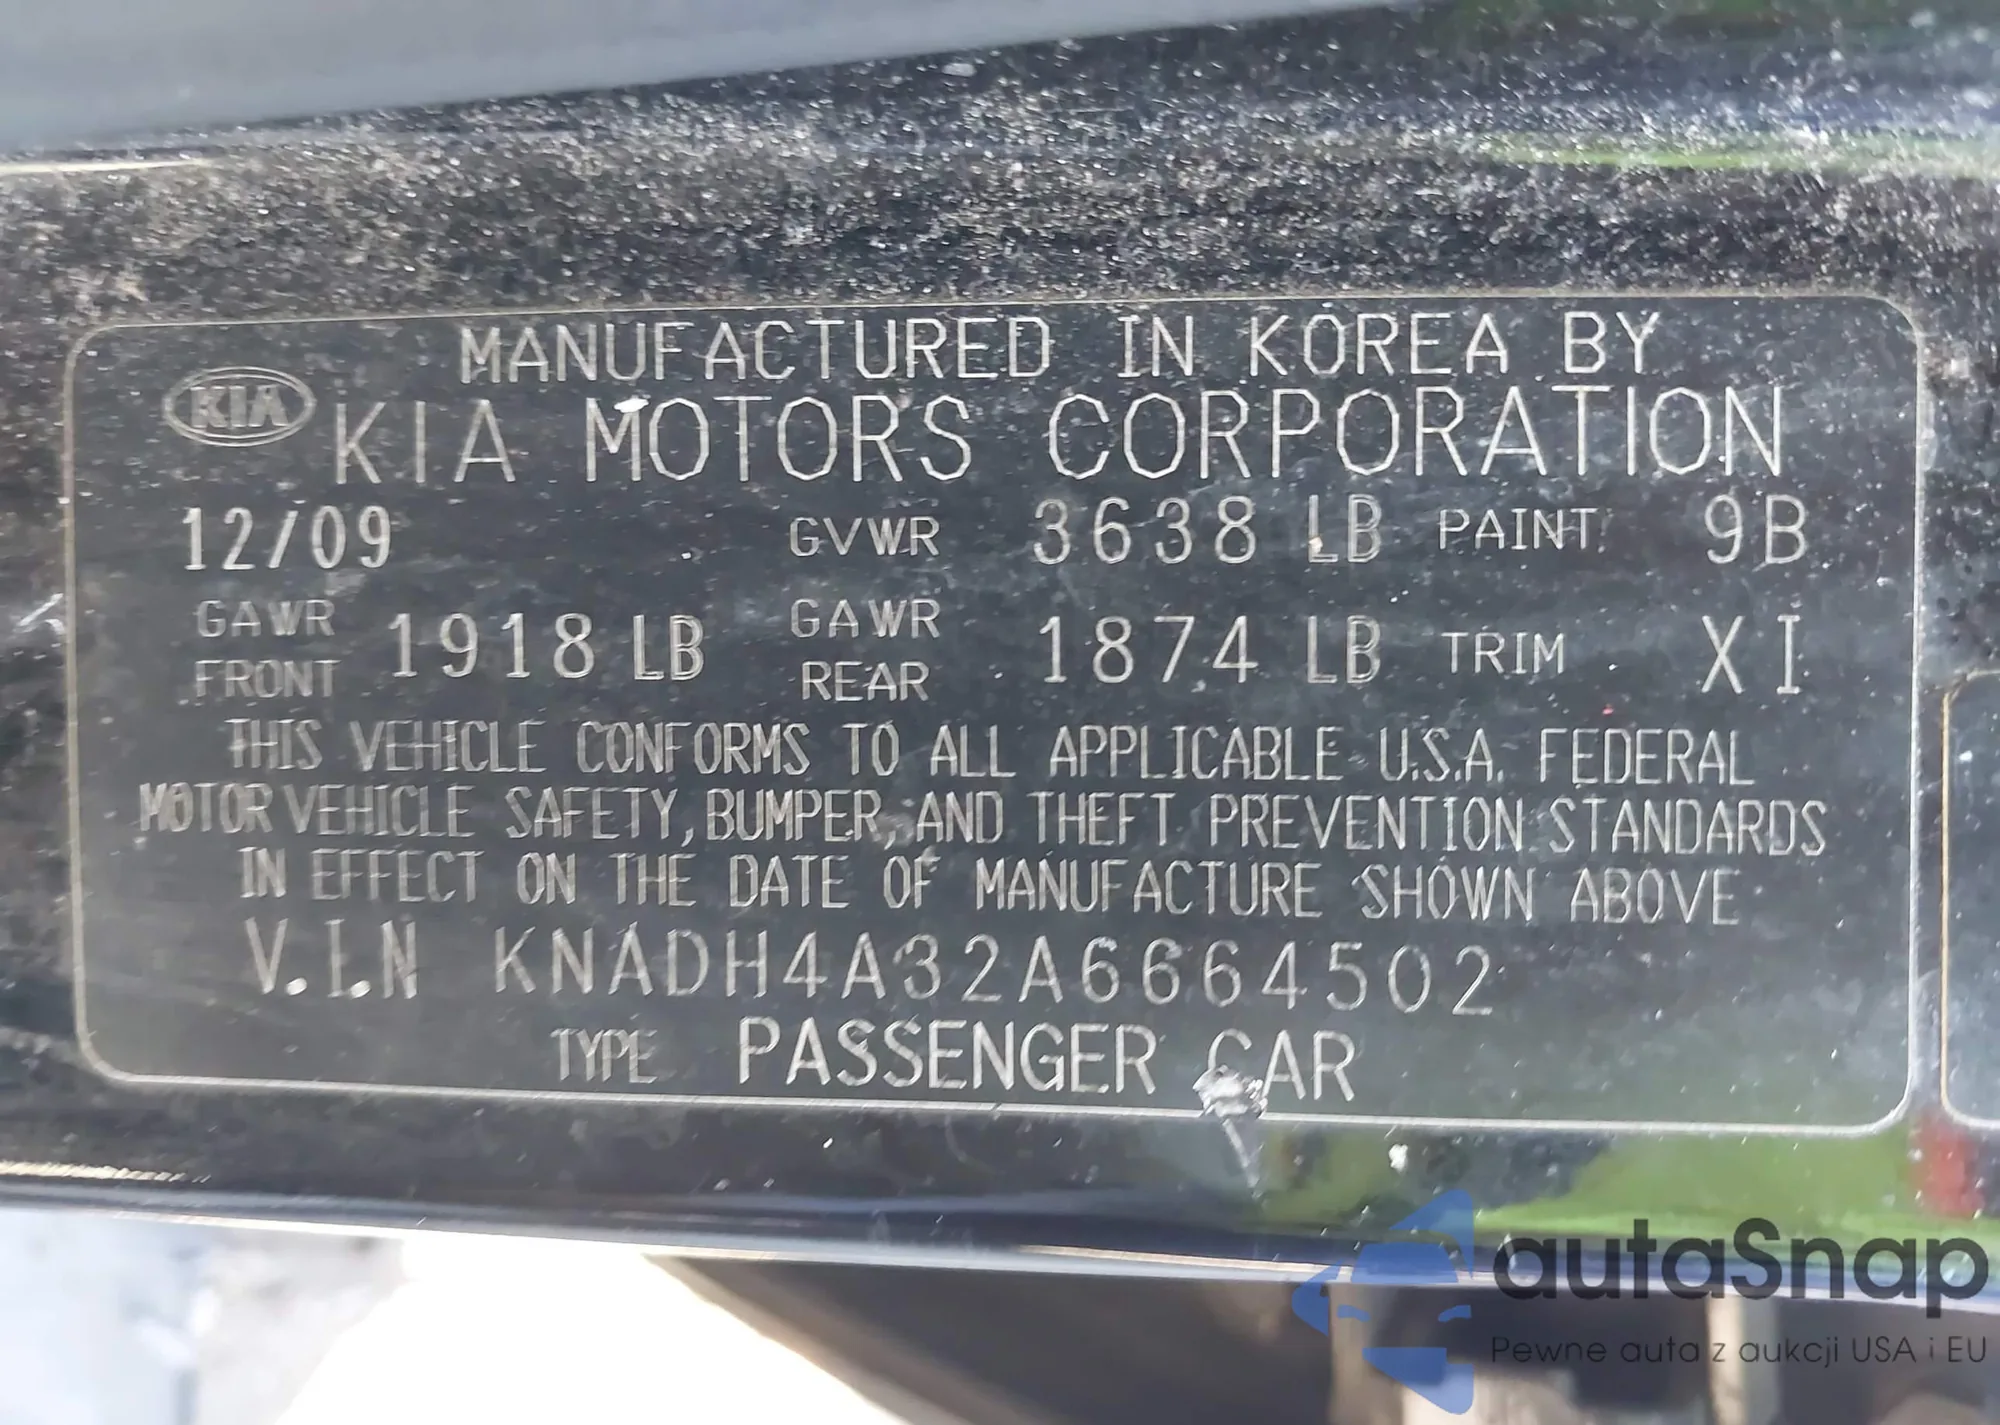 MANUFACTURED IN KOREA BY
KIA KIA MOTORS CORPORATION
12/09 GVWR 3638 LB PAINT 9B
GAWR FRONT 1918 LB GAWR REAR 1874 LB TRIM XI
THIS VEHICLE CONFORMS TO ALL APPLICABLE U.S.A. FEDERAL
MOTOR VEHICLE SAFETY, BUMPER, AND THEFT PREVENTION STANDARDS
IN EFFECT ON THE DATE OF MANUFACTURE SHOWN ABOVE
V.I.N KNADH4A32A6664502
TYPE PASSENGER CAR
autaSnap
Pewne auta z aukcji USA i EU